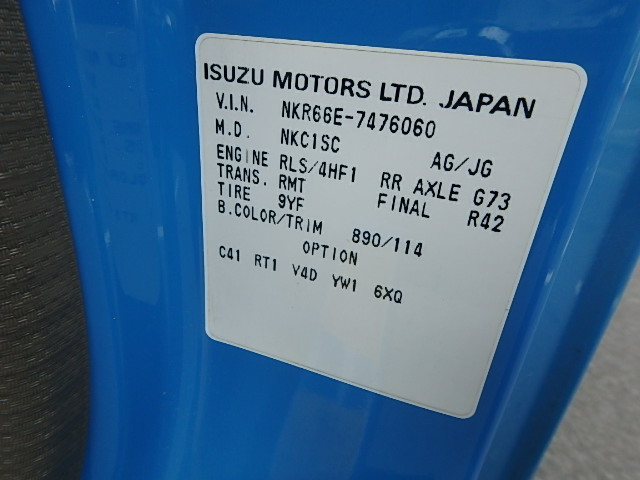 ISUZU MOTORS LTD. JAPAN
V.I.N. NKR66E-7476060
M.D. NKC1SC AG/JG
ENGINE RLS/4HF1 RR AXLE G73
TRANS. RMT FINAL R42
TIRE 9YF
B.COLOR/TRIM 890/114
OPTION
C41 RT1 V4D YW1 6XQ